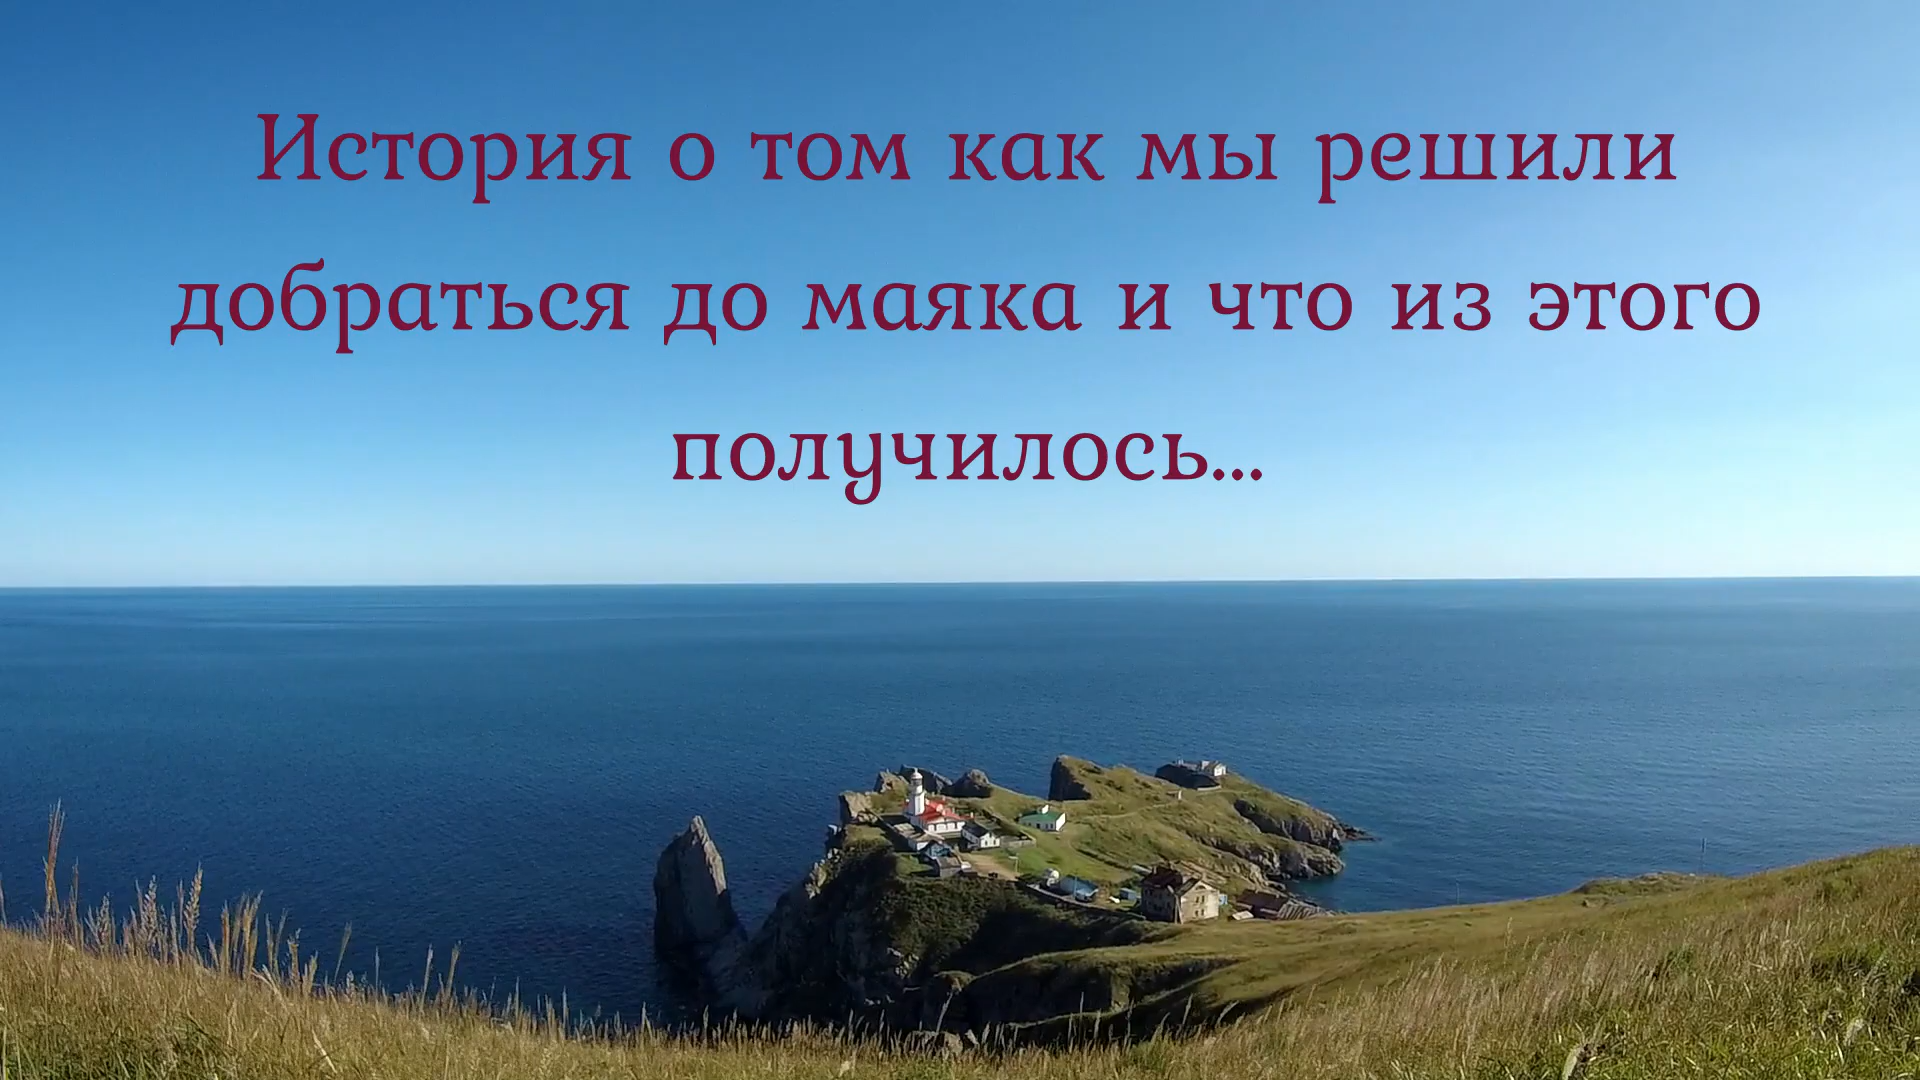 История о том как мы решили
добраться до маяка и что из этого
получилось...